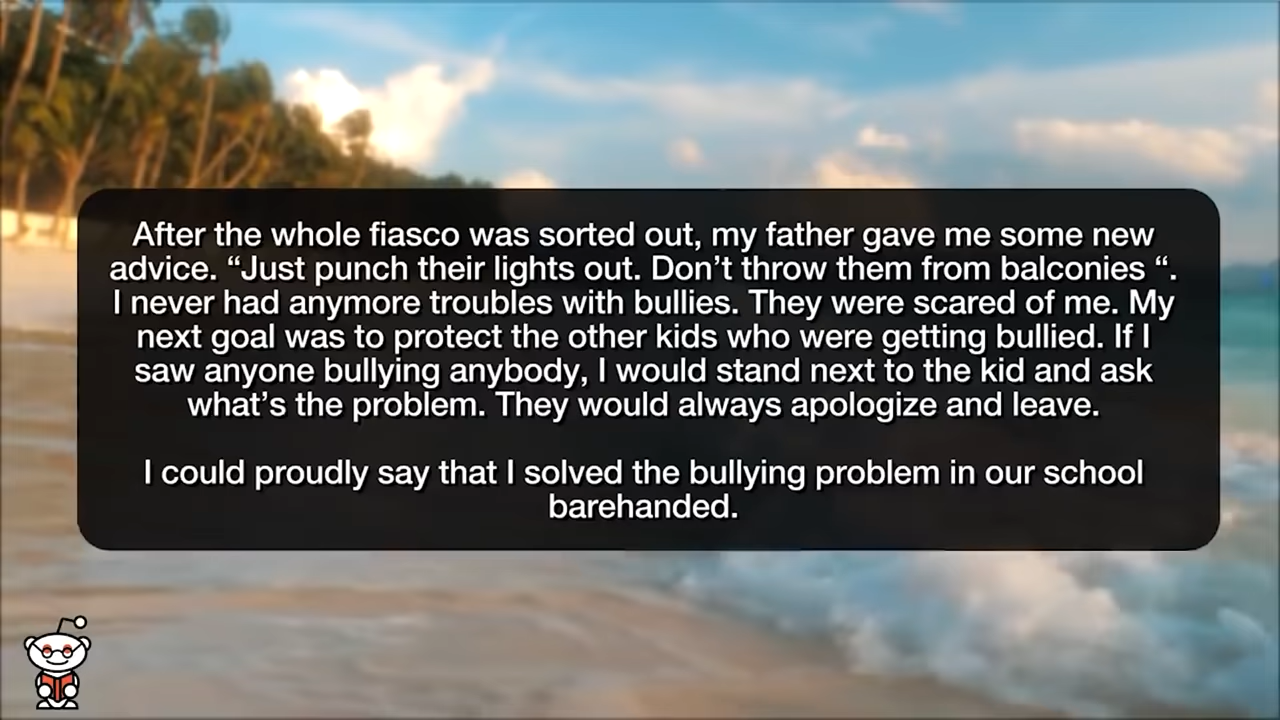 After the whole fiasco was sorted out, my father gave me some new
advice. “Just punch their lights out. Don’t throw them from balconies “.
I never had anymore troubles with bullies. They were scared of me. My
next goal was to protect the other kids who were getting bullied. If I
saw anyone bullying anybody, I would stand next to the kid and ask
what’s the problem. They would always apologize and leave.
I could proudly say that I solved the bullying problem in our school
barehanded.